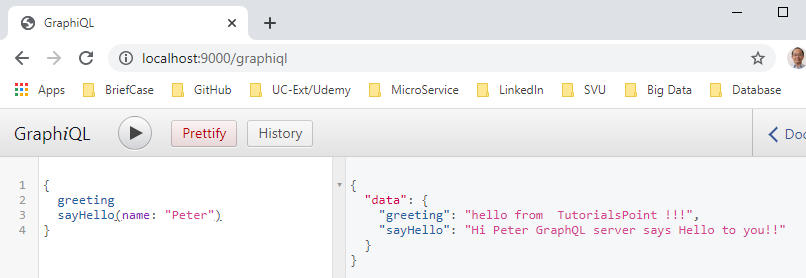 GraphiQL
localhost:9000/graphiql
Apps BriefCase GitHub UC-Ext/Udemy MicroService LinkedIn SVU Big Data Database
GraphiQL Prettify History Doc
1 {
2 greeting
3 sayHello(name: "Peter")
4 }
{
"data": {
"greeting": "hello from  TutorialsPoint !!!",
"sayHello": "Hi Peter GraphQL server says Hello to you!!"
}
}